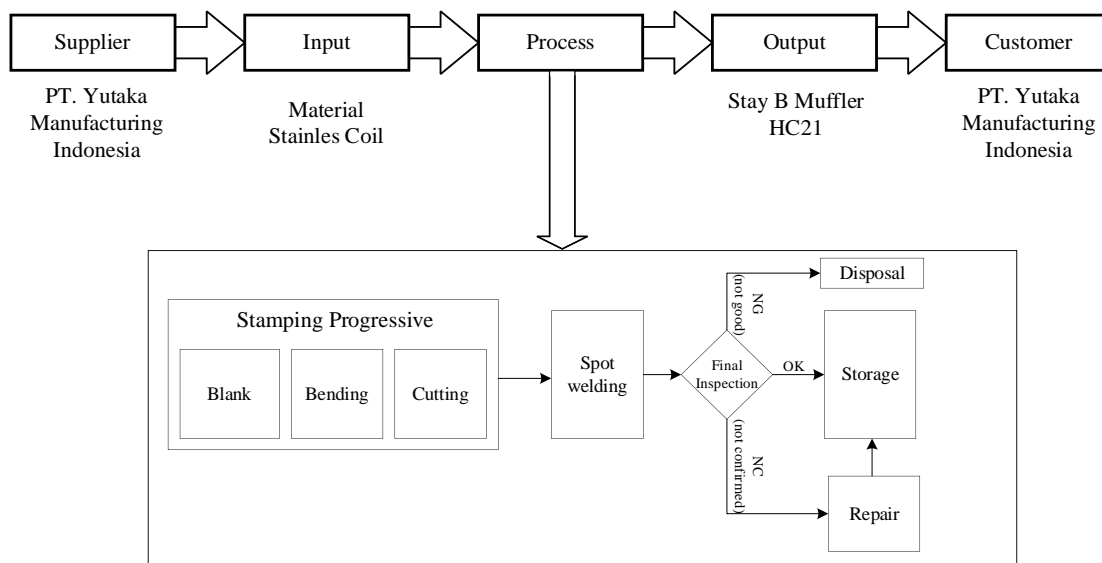 Supplier
Input
Process
Output
Customer
PT. Yutaka
Manufacturing
Indonesia
Material
Stainles Coil
Stay B Muffler
HC21
PT. Yutaka
Manufacturing
Indonesia
Stamping Progressive
Blank
Bending
Cutting
Spot
welding
Final
Inspection
NG
(not good)
Disposal
OK
Storage
NC
(not confirmed)
Repair